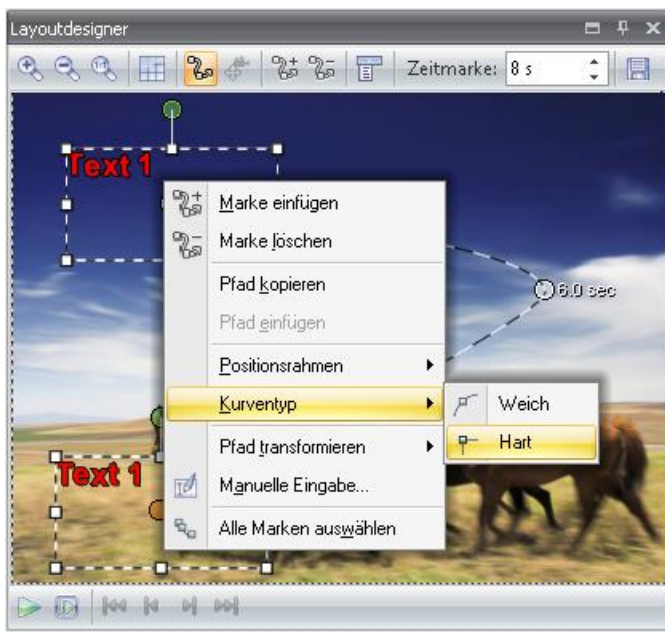 Layoutdesigner
Zeitmarke: 8 s
Text 1
Marke einfügen
Marke löschen
Pfad kopieren
6.0 sec
Pfad einfügen
Positionsrahmen
Kurventyp
Weich
Pfad transformieren
Hart
Text 1
Manuelle Eingabe...
Alle Marken auswählen